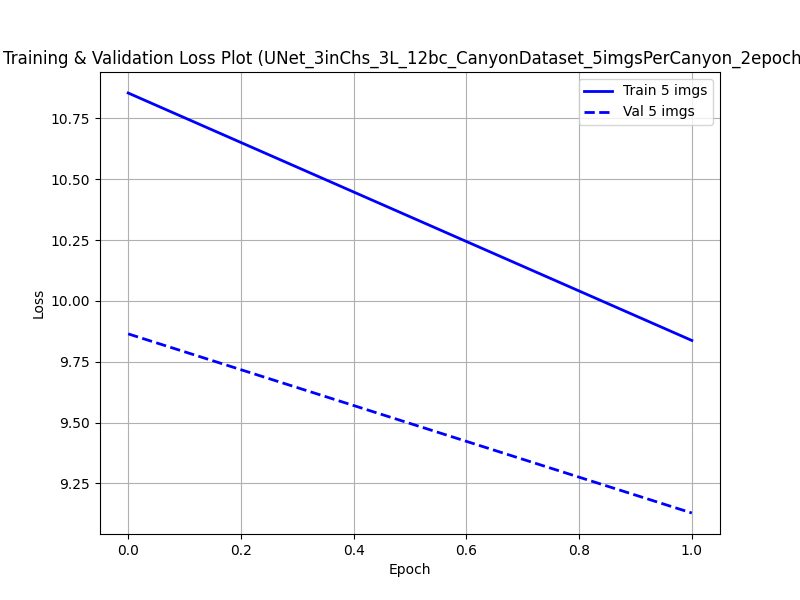 Training & Validation Loss Plot (UNet_3inChs_3L_12bc_CanyonDataset_5imgsPerCanyon_2epoch
Train 5 imgs
Val 5 imgs
10.75
10.50
10.25
10.00
9.75
9.50
9.25
Loss
0.0 0.2 0.4 0.6 0.8 1.0
Epoch